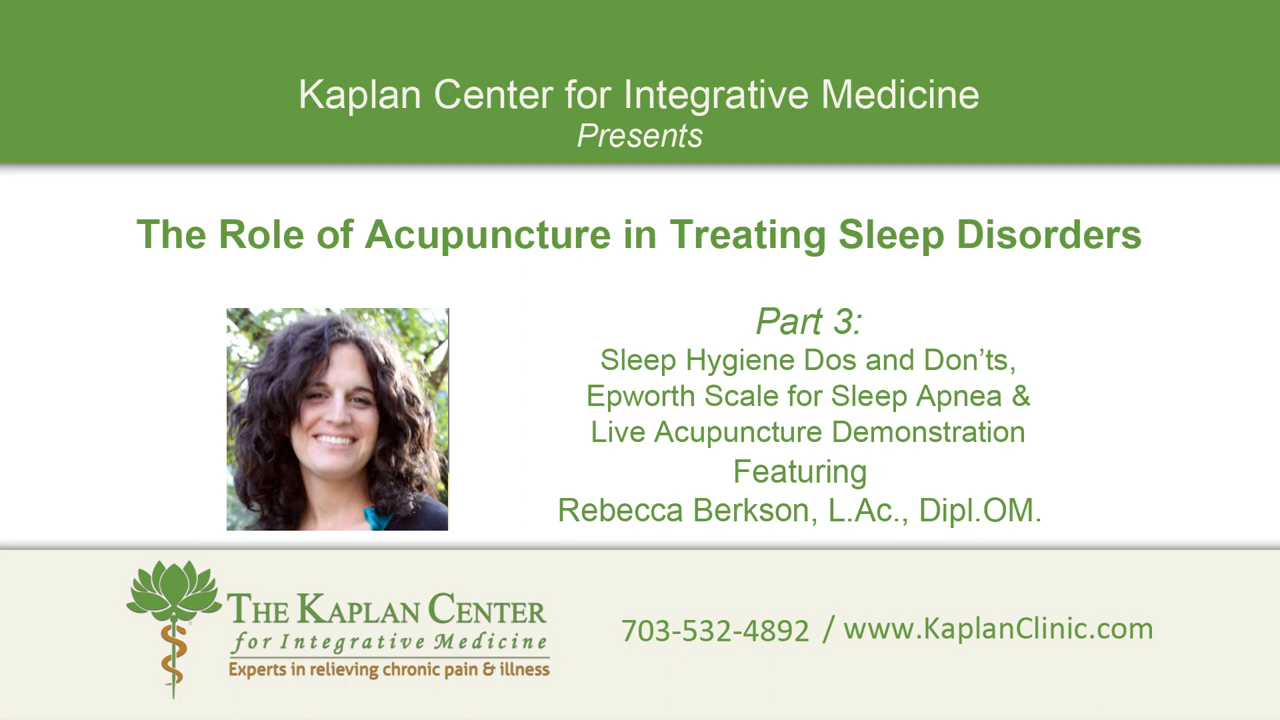 Kaplan Center for Integrative Medicine
Presents
The Role of Acupuncture in Treating Sleep Disorders
Part 3:
Sleep Hygiene Dos and Don’ts,
Epworth Scale for Sleep Apnea &
Live Acupuncture Demonstration
Featuring
Rebecca Berkson, L.Ac., Dipl.OM.
THE KAPLAN CENTER
for Integrative Medicine
Experts in relieving chronic pain & illness
703-532-4892 / www.KaplanClinic.com